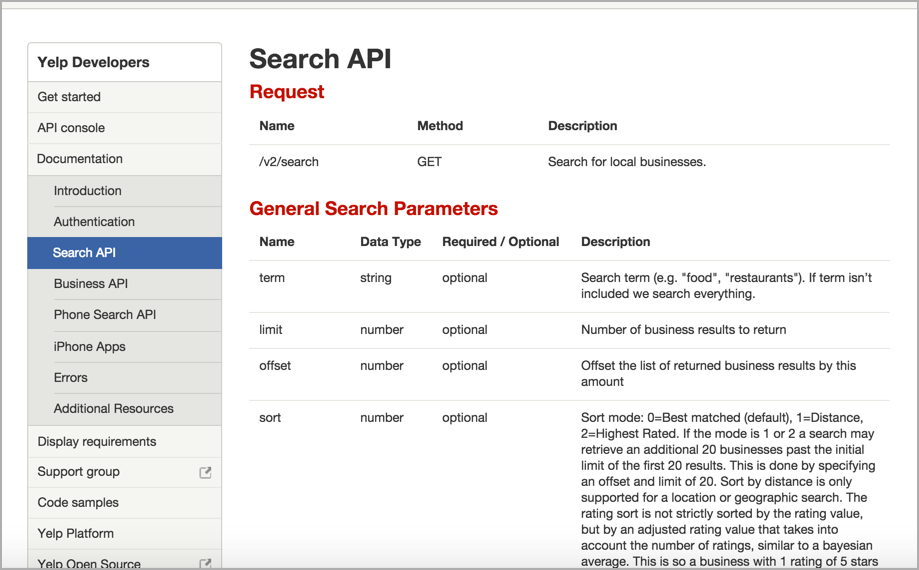 Yelp Developers
Get started
API console
Documentation
Introduction
Authentication
Search API
Business API
Phone Search API
iPhone Apps
Errors
Additional Resources
Display requirements
Support group
Code samples
Yelp Platform
Yelp Open Source
Search API
Request
Name Method Description
/v2/search GET Search for local businesses.
General Search Parameters
Name Data Type Required / Optional Description
term string optional Search term (e.g. "food", "restaurants"). If term isn't
included we search everything.
limit number optional Number of business results to return
offset number optional Offset the list of returned business results by this
amount
sort number optional Sort mode: 0=Best matched (default), 1=Distance,
2=Highest Rated. If the mode is 1 or 2 a search may
retrieve an additional 20 businesses past the initial
limit of the first 20 results. This is done by specifying
an offset and limit of 20. Sort by distance is only
supported for a location or geographic search. The
rating sort is not strictly sorted by the rating value,
but by an adjusted rating value that takes into
account the number of ratings, similar to a bayesian
average. This is so a business with 1 rating of 5 stars